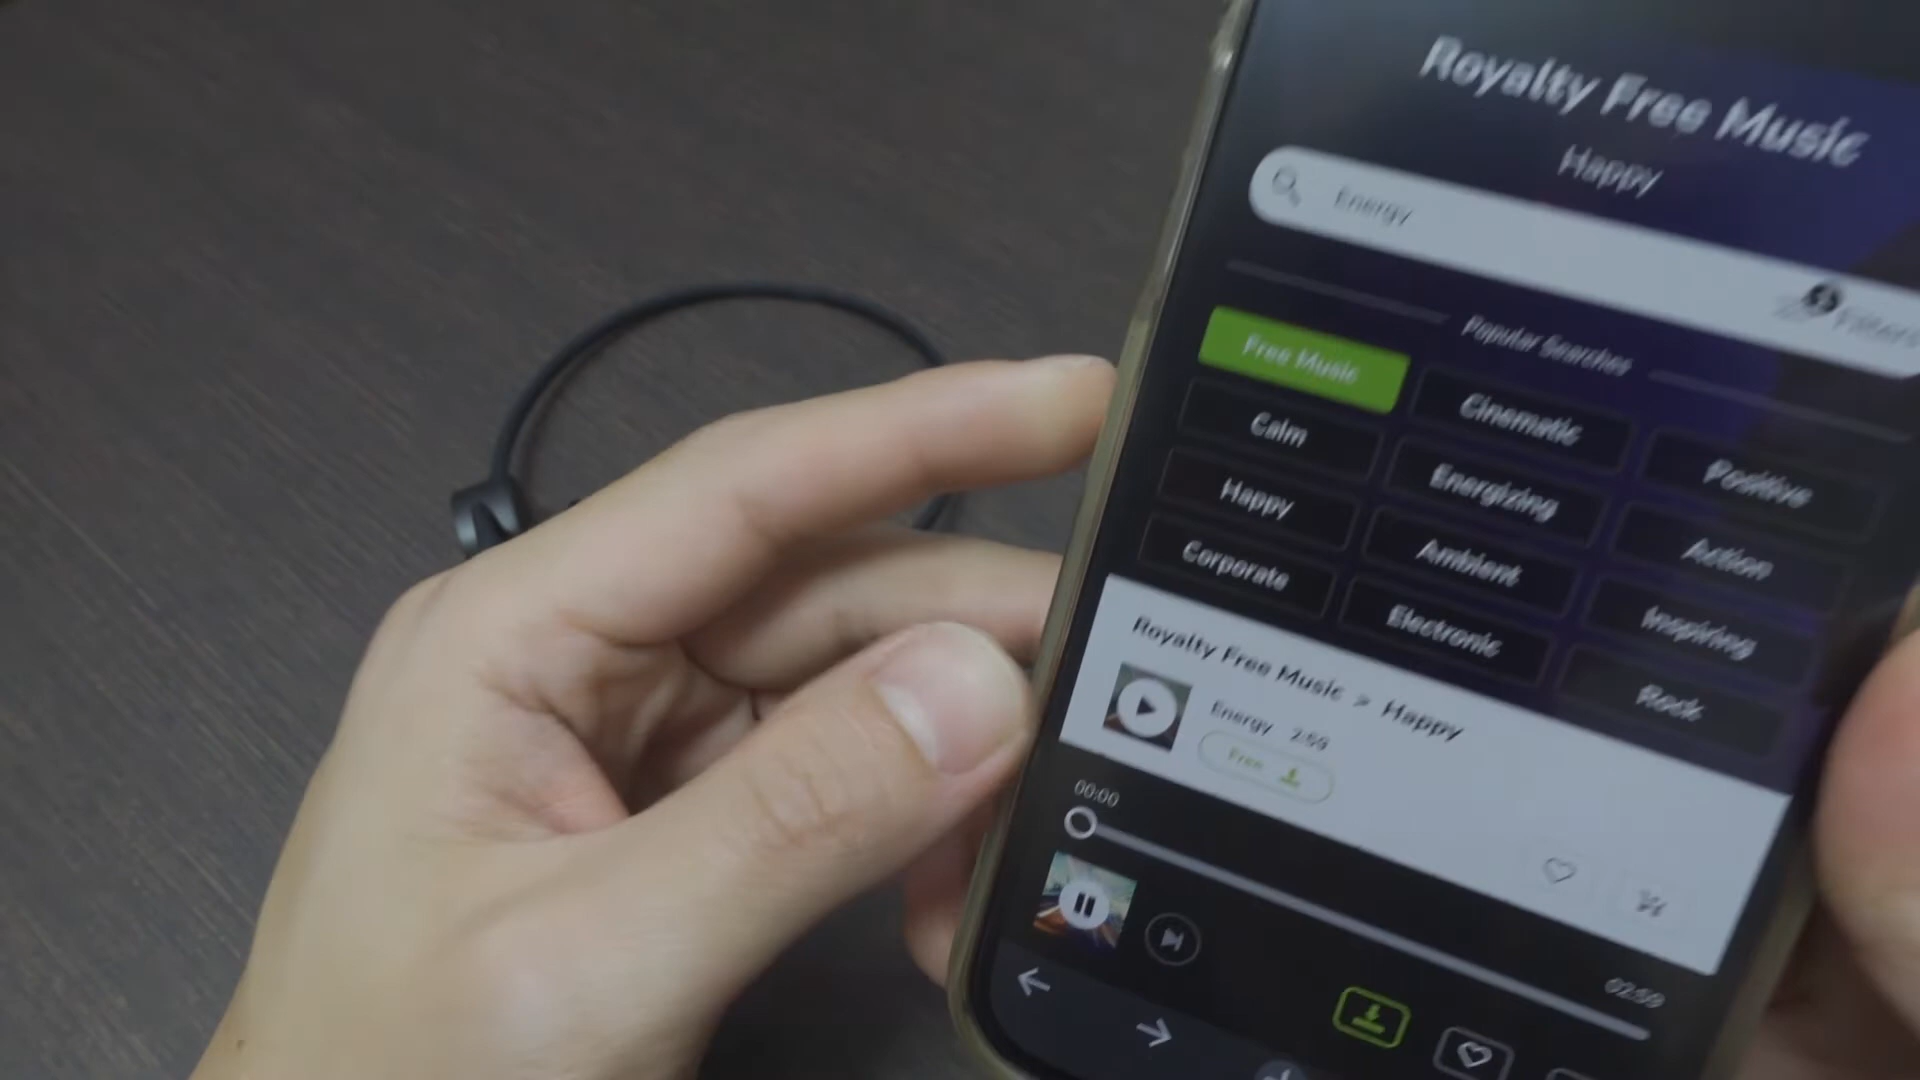 Royalty Free Music
Happy
Energy
Filters
Popular Searches
Free Music
Cinematic
Positive
Calm
Energizing
Action
Happy
Ambient
Inspiring
Corporate
Electronic
Rock
Royalty Free Music > Happy
Energy 2:59
Free
00:00
02:59